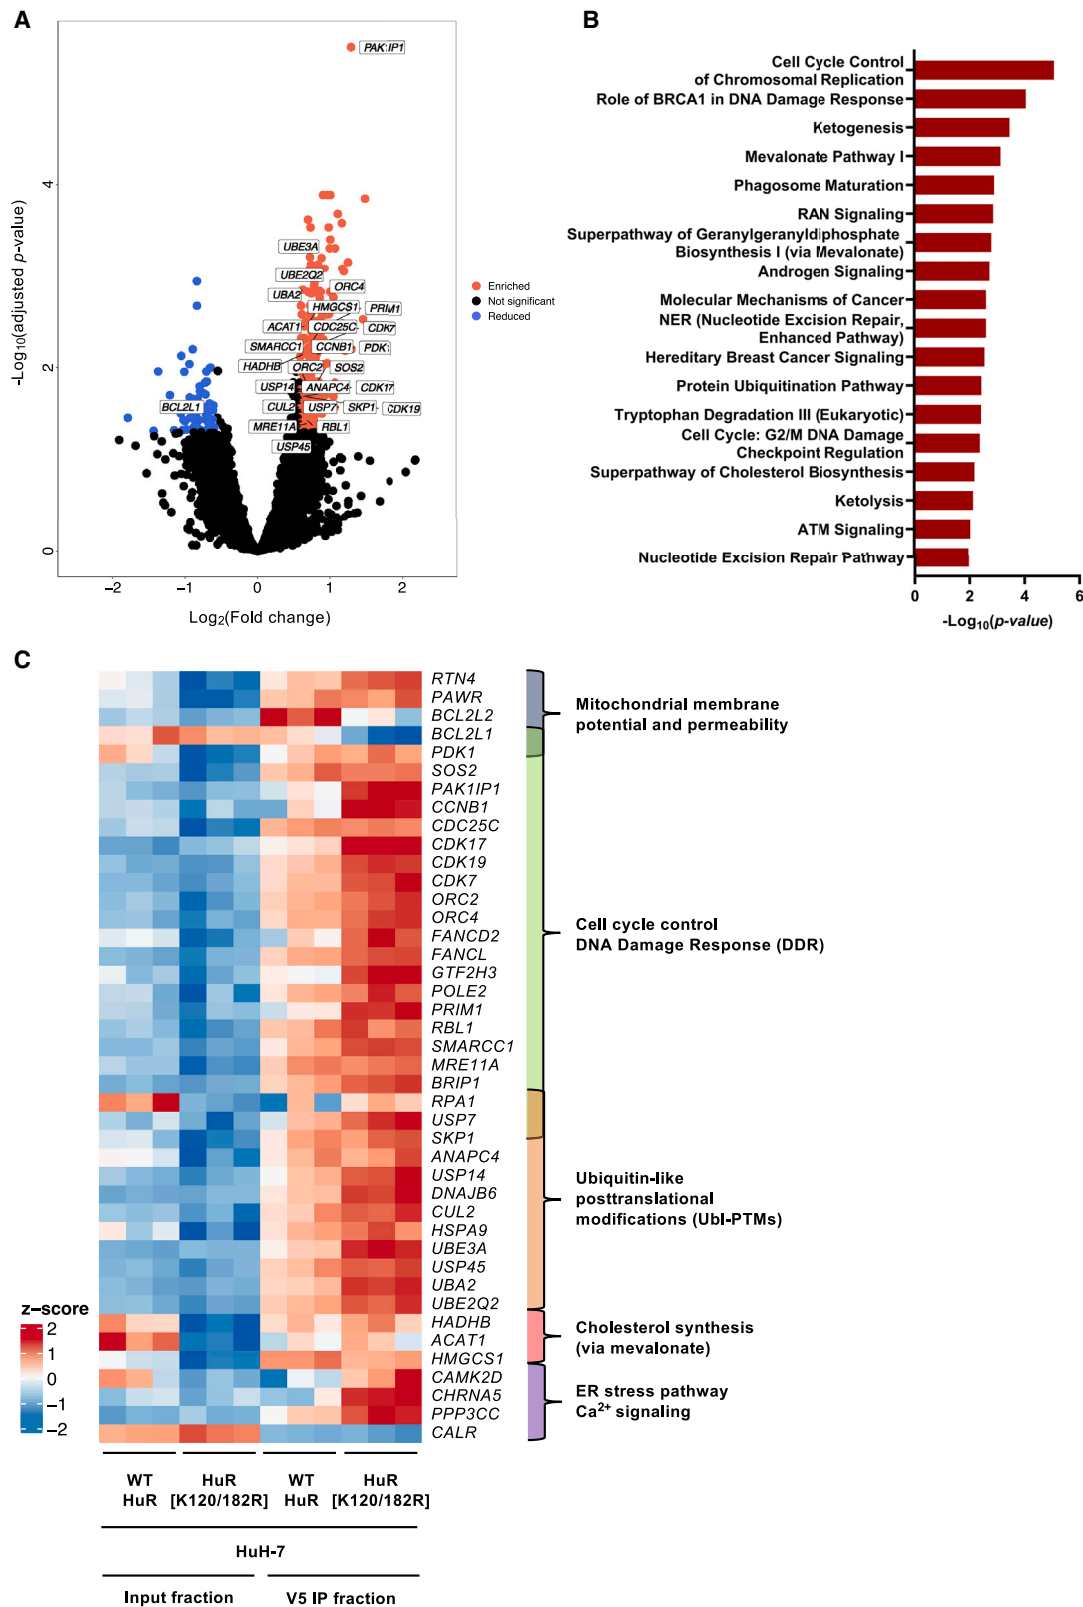 A
PAK1IP1
4
UBE3A
UBE2Q2
UBA2
ORC4
HMGCS1
PRIM1
ACAT1
CDC25C
CDK7
SMARCC1
CCNB1
PDK1
2
HADHB
ORC2
SOS2
USP14
ANAPC4
CDK17
BCL2L1
CUL2
USP7
SKP1
CDK19
MRE11A
RBL1
USP45
0
-Log10(adjusted p-value)
−2
−1
0
1
2
Log2(Fold change)
Enriched
Not significant
Reduced
B
Cell Cycle Control
of Chromosomal Replication
Role of BRCA1 in DNA Damage Response
Ketogenesis
Mevalonate Pathway I
Phagosome Maturation
RAN Signaling
Superpathway of Geranylgeranyldiphosphate
Biosynthesis I (via Mevalonate)
Androgen Signaling
Molecular Mechanisms of Cancer
NER (Nucleotide Excision Repair,
Enhanced Pathway)
Hereditary Breast Cancer Signaling
Protein Ubiquitination Pathway
Tryptophan Degradation III (Eukaryotic)
Cell Cycle: G2/M DNA Damage
Checkpoint Regulation
Superpathway of Cholesterol Biosynthesis
Ketolysis
ATM Signaling
Nucleotide Excision Repair Pathway
0
2
4
6
-Log10(p-value)
C
RTN4
PAWR
BCL2L2
BCL2L1
PDK1
SOS2
PAK1IP1
CCNB1
CDC25C
CDK17
CDK19
CDK7
ORC2
ORC4
FANCD2
FANCL
GTF2H3
POLE2
PRIM1
RBL1
SMARCC1
MRE11A
BRIP1
RPA1
USP7
SKP1
ANAPC4
USP14
DNAJB6
CUL2
HSPA9
UBE3A
USP45
UBA2
UBE2Q2
HADHB
ACAT1
HMGCS1
CAMK2D
CHRNA5
PPP3CC
CALR
Mitochondrial membrane
potential and permeability
Cell cycle control
DNA Damage Response (DDR)
Ubiquitin-like
posttranslational
modifications (Ubl-PTMs)
Cholesterol synthesis
(via mevalonate)
ER stress pathway
Ca2+ signaling
z−score
2
1
0
−1
−2
WT
HuR
HuR
[K120/182R]
WT
HuR
HuR
[K120/182R]
HuH-7
Input fraction
V5 IP fraction